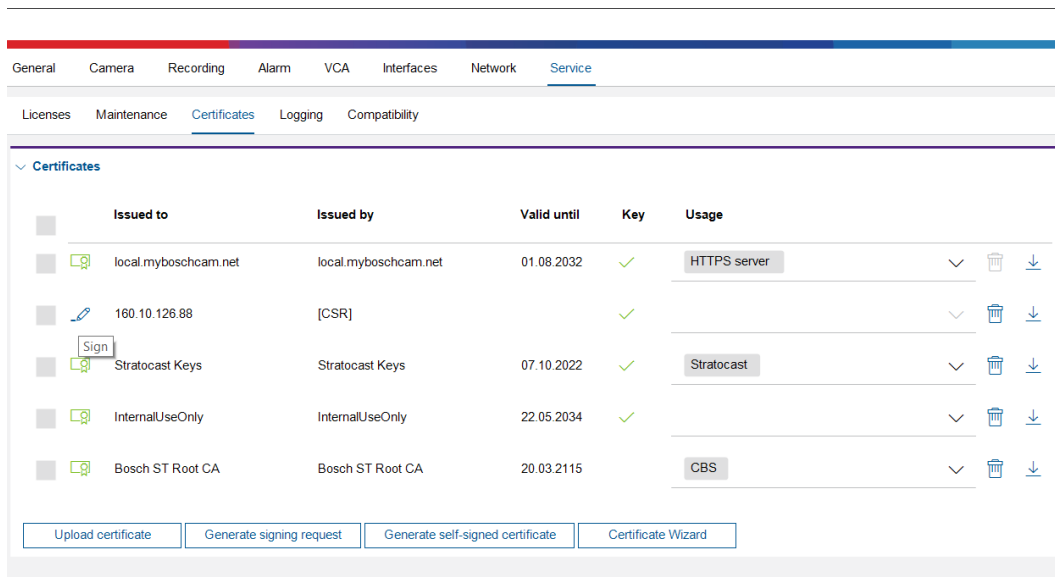 General Camera Recording Alarm VCA Interfaces Network Service
Licenses Maintenance Certificates Logging Compatibility
Certificates
Issued to Issued by Valid until Key Usage
local.myboschcam.net local.myboschcam.net 01.08.2032 HTTPS server
160.10.126.88 [CSR]
Sign
Stratocast Keys Stratocast Keys 07.10.2022 Stratocast
InternalUseOnly InternalUseOnly 22.05.2034
Bosch ST Root CA Bosch ST Root CA 20.03.2115 CBS
Upload certificate Generate signing request Generate self-signed certificate Certificate Wizard